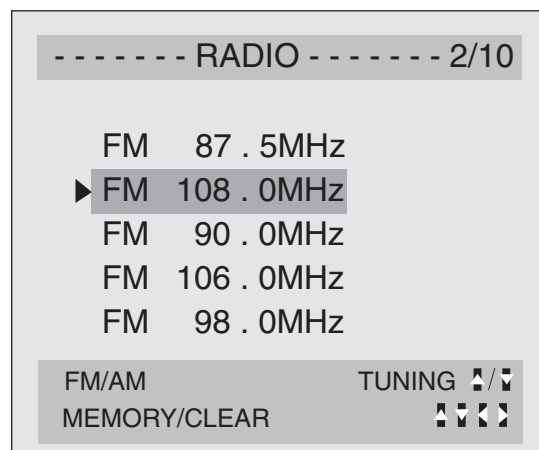 - - - - - - - RADIO - - - - - - - 2/10
FM 87 . 5MHz
FM 108 . 0MHz
FM 90 . 0MHz
FM 106 . 0MHz
FM 98 . 0MHz
FM/AM TUNING /
MEMORY/CLEAR